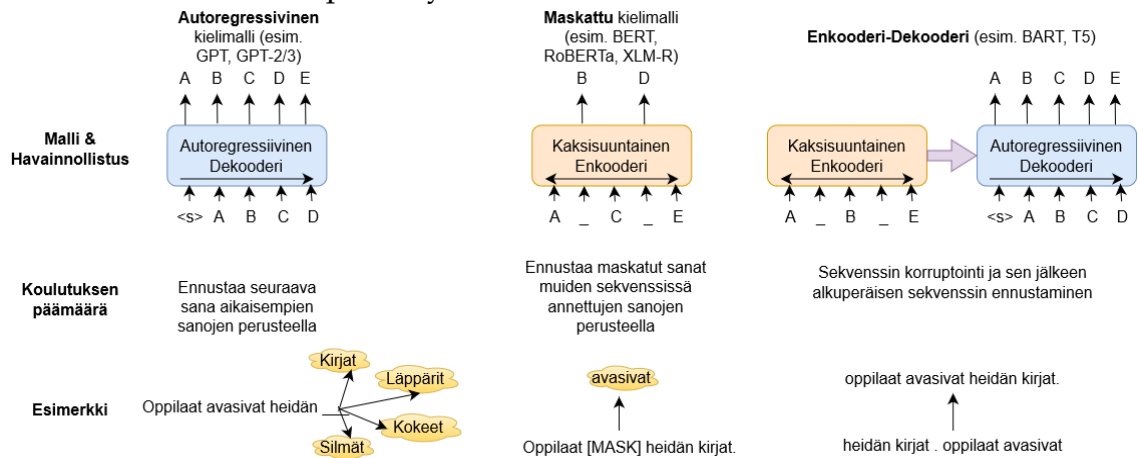 Autoregressivinen
kielimalli (esim.
GPT, GPT-2/3)
Maskattu kielimalli
(esim. BERT,
RoBERTa, XLM-R)
Enkooderi-Dekooderi (esim. BART, T5)
A B C D E
B D
A B C D E
Malli &
Havainnollistus
Autoregressiivinen
Dekooderi
Kaksisuuntainen
Enkooderi
Kaksisuuntainen
Enkooderi
Autoregressiivinen
Dekooderi
<s> A B C D
A _ C _ E
A _ B _ E
<s> A B C D
Koulutuksen
päämäärä
Ennustaa seuraava
sana aikaisempien
sanojen perusteella
Ennustaa maskatut sanat
muiden sekvenssissä
annettujen sanojen
perusteella
Sekvenssin korruptointi ja sen jälkeen
alkuperäisen sekvenssin ennustaminen
Esimerkki
Kirjat
Läppärit
Oppilaat avasivat heidän ___
Kokeet
Silmät
avasivat
Oppilaat [MASK] heidän kirjat.
oppilaat avasivat heidän kirjat.
heidän kirjat . oppilaat avasivat